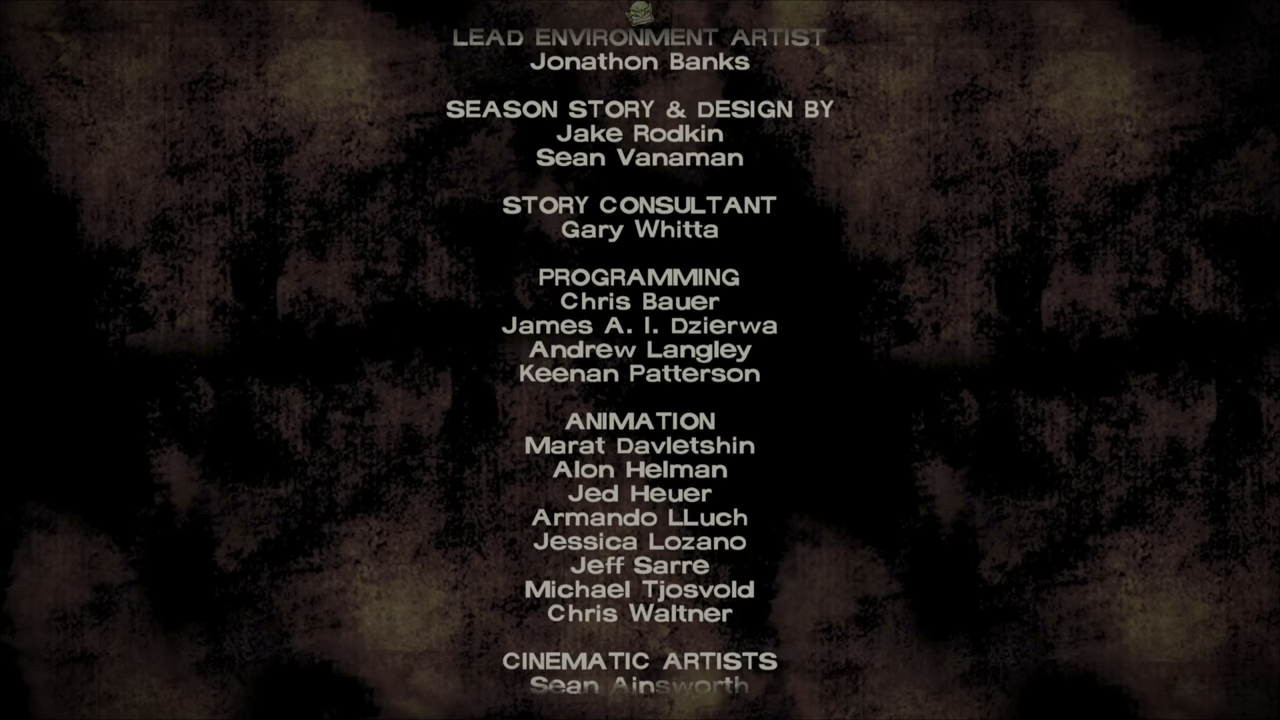 LEAD ENVIRONMENT ARTIST
Jonathon Banks
SEASON STORY & DESIGN BY
Jake Rodkin
Sean Vanaman
STORY CONSULTANT
Gary Whitta
PROGRAMMING
Chris Bauer
James A. I. Dzierwa
Andrew Langley
Keenan Patterson
ANIMATION
Marat Davletshin
Alon Helman
Jed Heuer
Armando LLuch
Jessica Lozano
Jeff Sarre
Michael Tjosvold
Chris Waltner
CINEMATIC ARTISTS
Sean Ainsworth